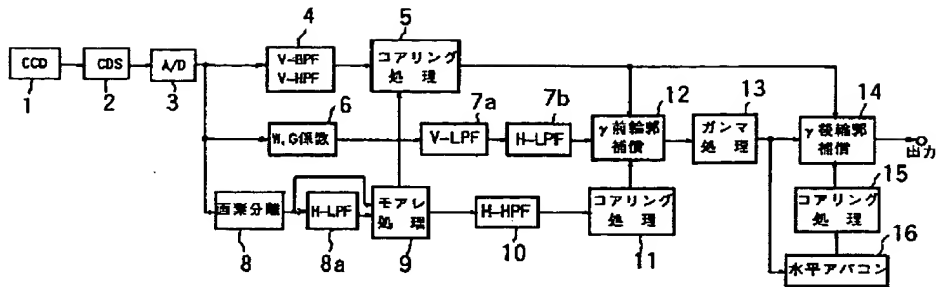 4
5
V-BPF
V-HPF
コアリング
処 理
CCD
CDS
A/D
1
2
3
6
7a
7b
12
13
14
W,G係数
V-LPF
H-LPF
γ前輪郭
補償
ガンマ
処理
γ後輪郭
補償
出力
15
画素分離
H-LPF
モアレ
処 理
H-HPF
コアリング
処 理
コアリング
処 理
16
8
8a
9
10
11
水平アパコン